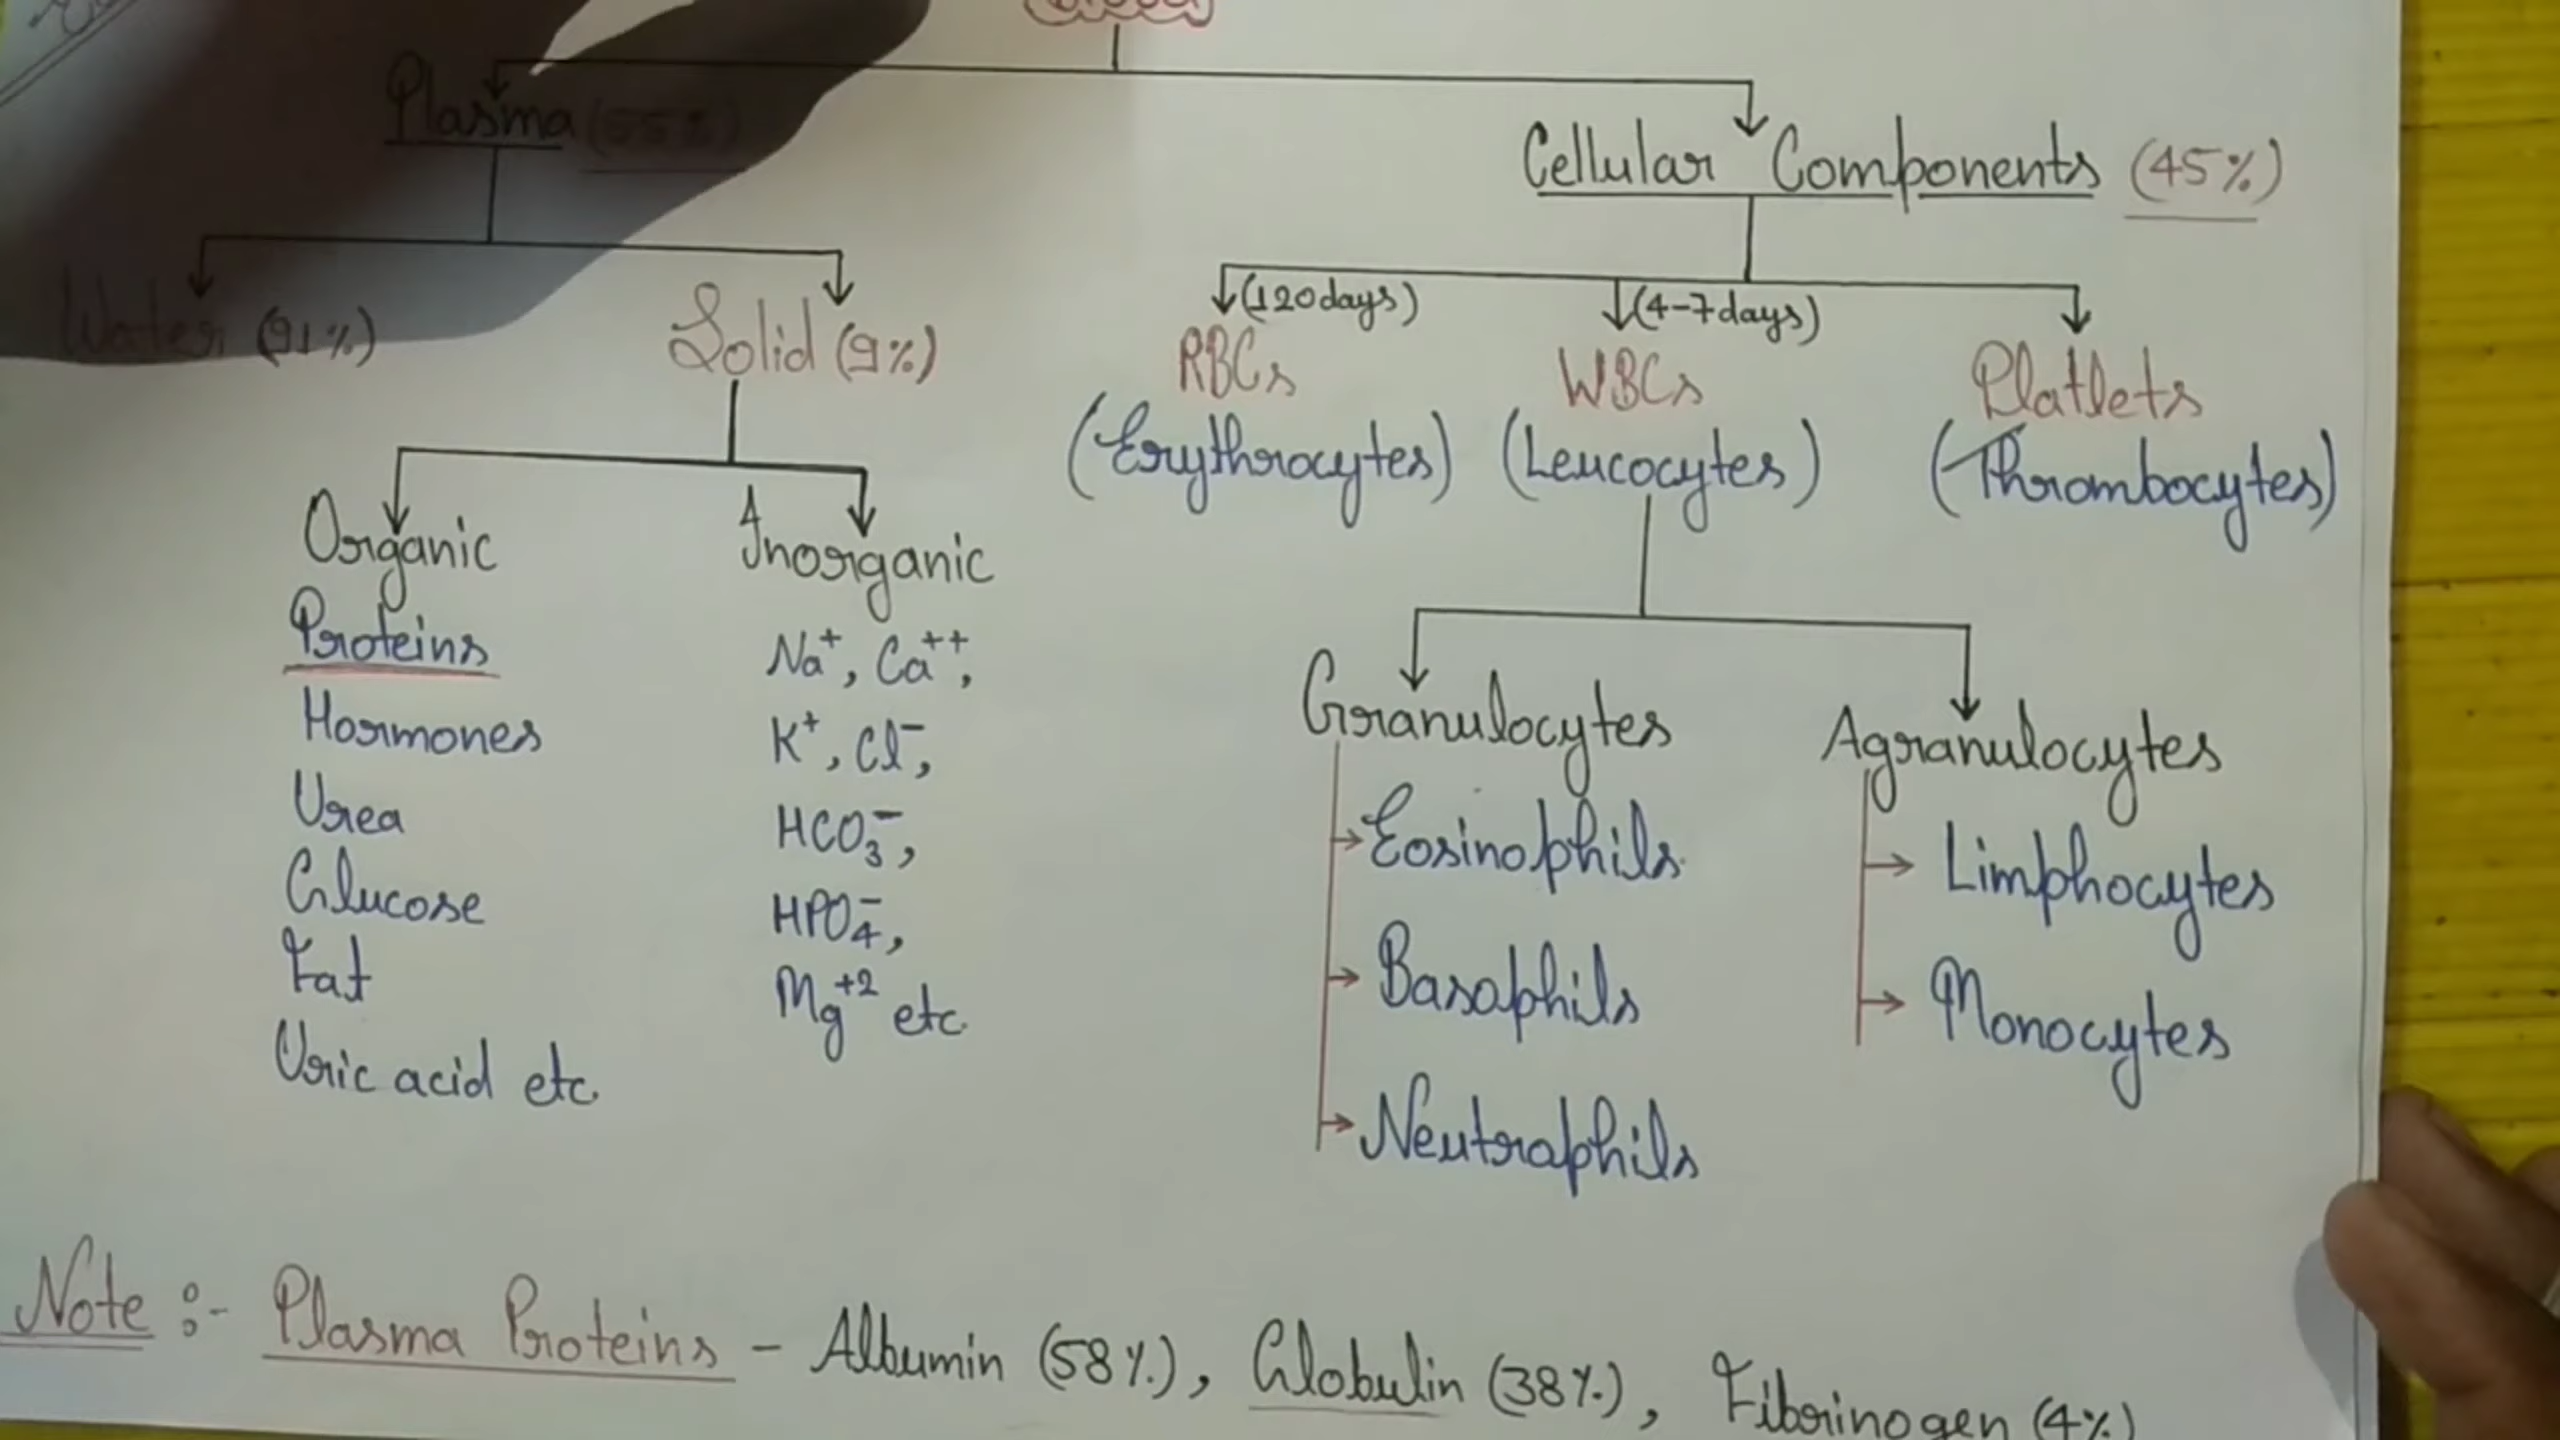 Plasma (55%)
Cellular Components (45%)
Water (91%)
Solid (9%)
(120days)
(4-7days)
RBCs
(Erythrocytes)
WBCs
(Leucocytes)
Platlets
(Thrombocytes)
Organic
Proteins
Hormones
Urea
Glucose
Fat
Uric acid etc.
Inorganic
Na⁺, Ca⁺⁺,
K⁺, Cl⁻,
HCO₃⁻,
HPO₄⁻,
Mg⁺² etc.
Granulocytes
Eosinophils
Basophils
Neutraphils
Agranulocytes
Limphocytes
Monocytes
Note :- Plasma Proteins - Albumin (58%), Globulin (38%), Fibrinogen (4%)